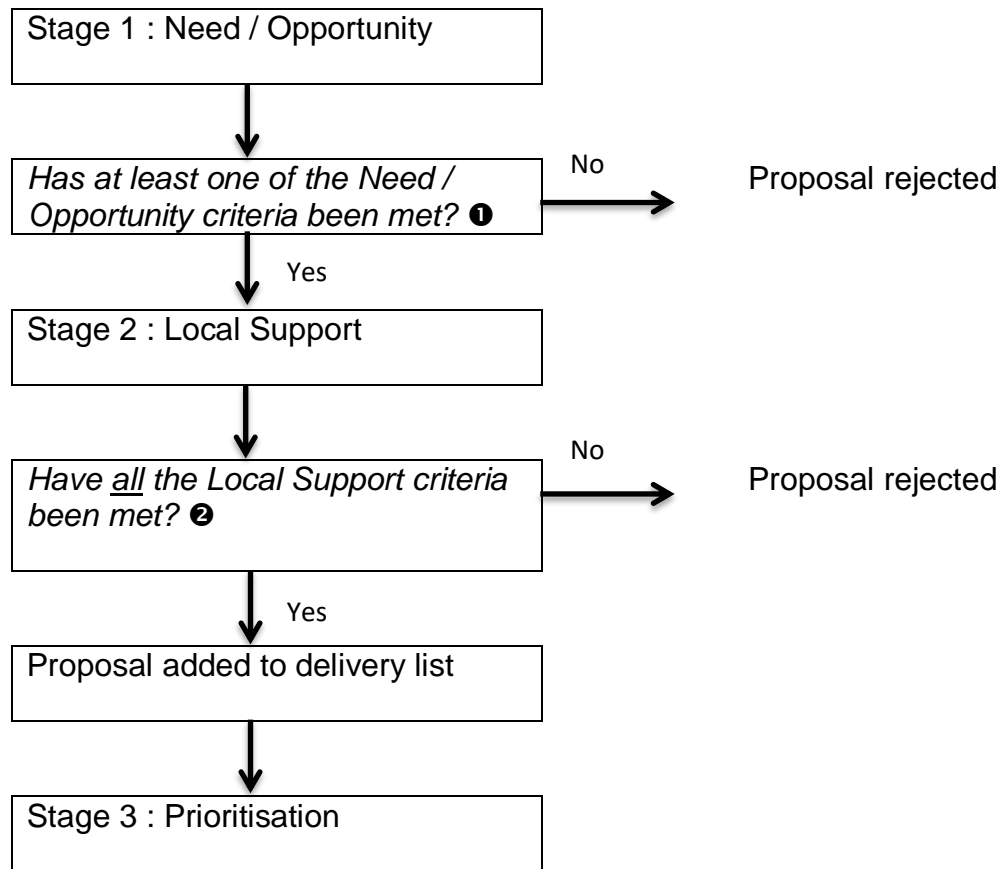 Stage 1 : Need / Opportunity
Has at least one of the Need /
Opportunity criteria been met? ❶
No
Proposal rejected
Yes
Stage 2 : Local Support
Have all the Local Support criteria
been met? ❷
No
Proposal rejected
Yes
Proposal added to delivery list
Stage 3 : Prioritisation